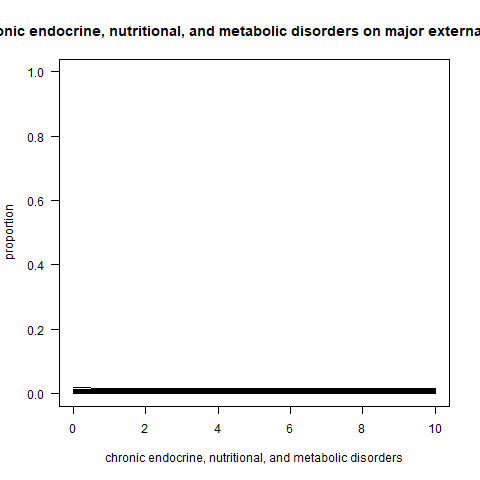 onic endocrine, nutritional, and metabolic disorders on major externa
1.0
0.8
0.6
0.4
0.2
0.0
proportion
0 2 4 6 8 10
chronic endocrine, nutritional, and metabolic disorders